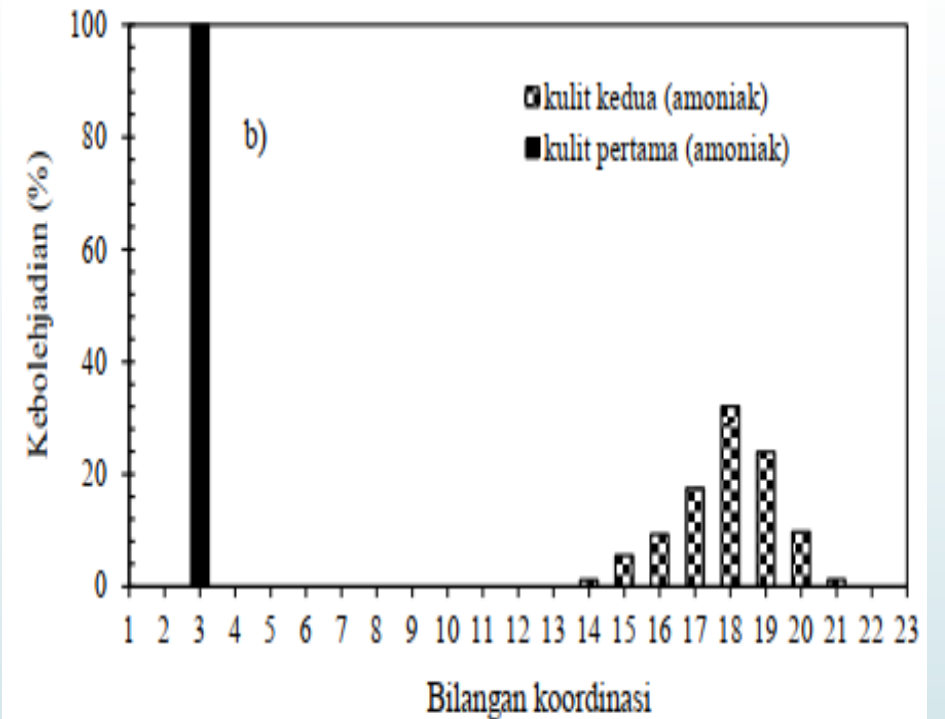 100
80
60
40
20
0
Kebolehjadian (%)
b)
kulit kedua (amoniak)
kulit pertama (amoniak)
1 2 3 4 5 6 7 8 9 10 11 12 13 14 15 16 17 18 19 20 21 22 23
Bilangan koordinasi